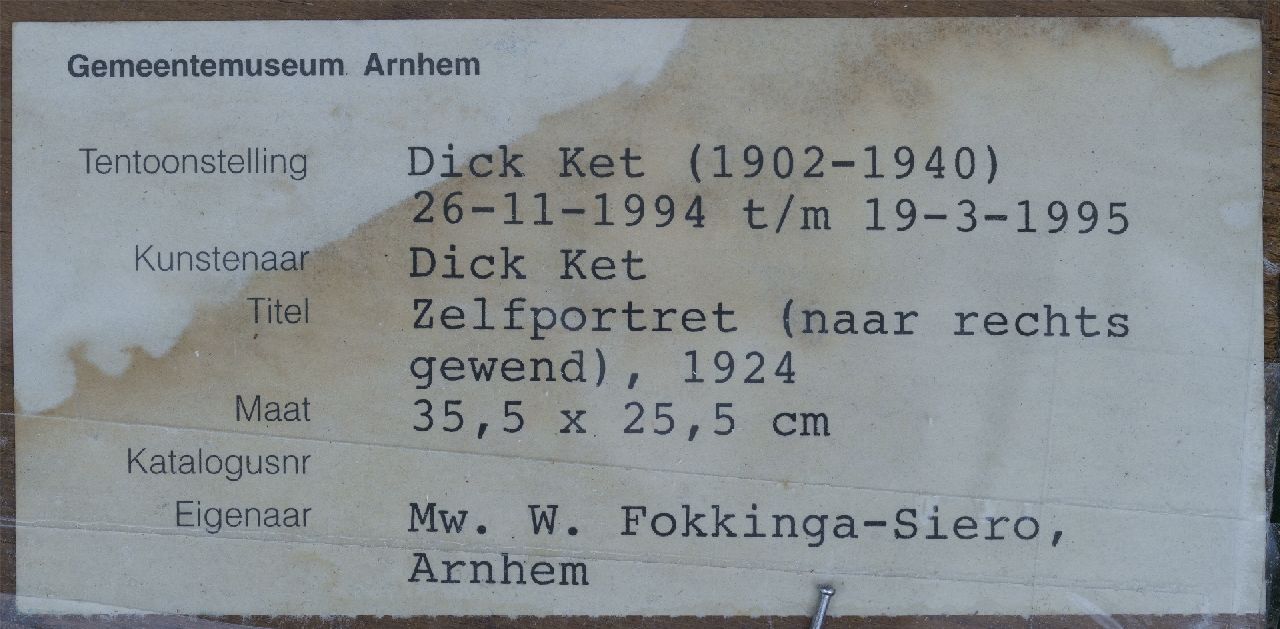 Gemeentemuseum Arnhem
Tentoonstelling Dick Ket (1902-1940)
26-11-1994 t/m 19-3-1995
Kunstenaar Dick Ket
Titel Zelfportret (naar rechts
gewend), 1924
Maat 35,5 x 25,5 cm
Katalogusnr
Eigenaar Mw. W. Fokkinga-Siero,
Arnhem